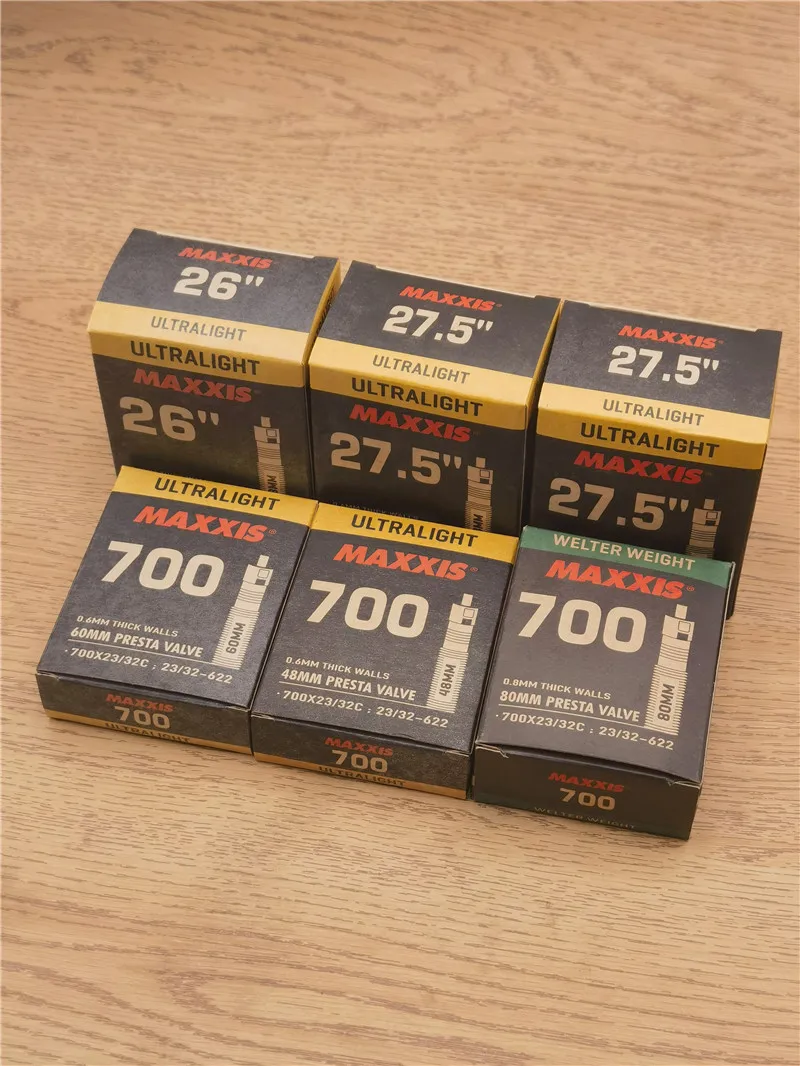 MAXXIS
26"
ULTRALIGHT
ULTRALIGHT
MAXXIS
26"
MAXXIS
27.5"
ULTRALIGHT
ULTRALIGHT
MAXXIS
27.5"
MAXXIS
27.5"
ULTRALIGHT
ULTRALIGHT
MAXXIS
27.5"
ULTRALIGHT
MAXXIS
700
0.6MM THICK WALLS
60MM PRESTA VALVE
·700X23/32C ; 23/32-622
60MM
MAXXIS
700
ULTRALIGHT
ULTRALIGHT
MAXXIS
700
0.6MM THICK WALLS
48MM PRESTA VALVE
·700X23/32C ; 23/32-622
48MM
MAXXIS
700
ULTRALIGHT
WELTER WEIGHT
MAXXIS
700
0.8MM THICK WALLS
80MM PRESTA VALVE
·700X23/32C ; 23/32-622
80MM
MAXXIS
700
WELTER WEIGHT